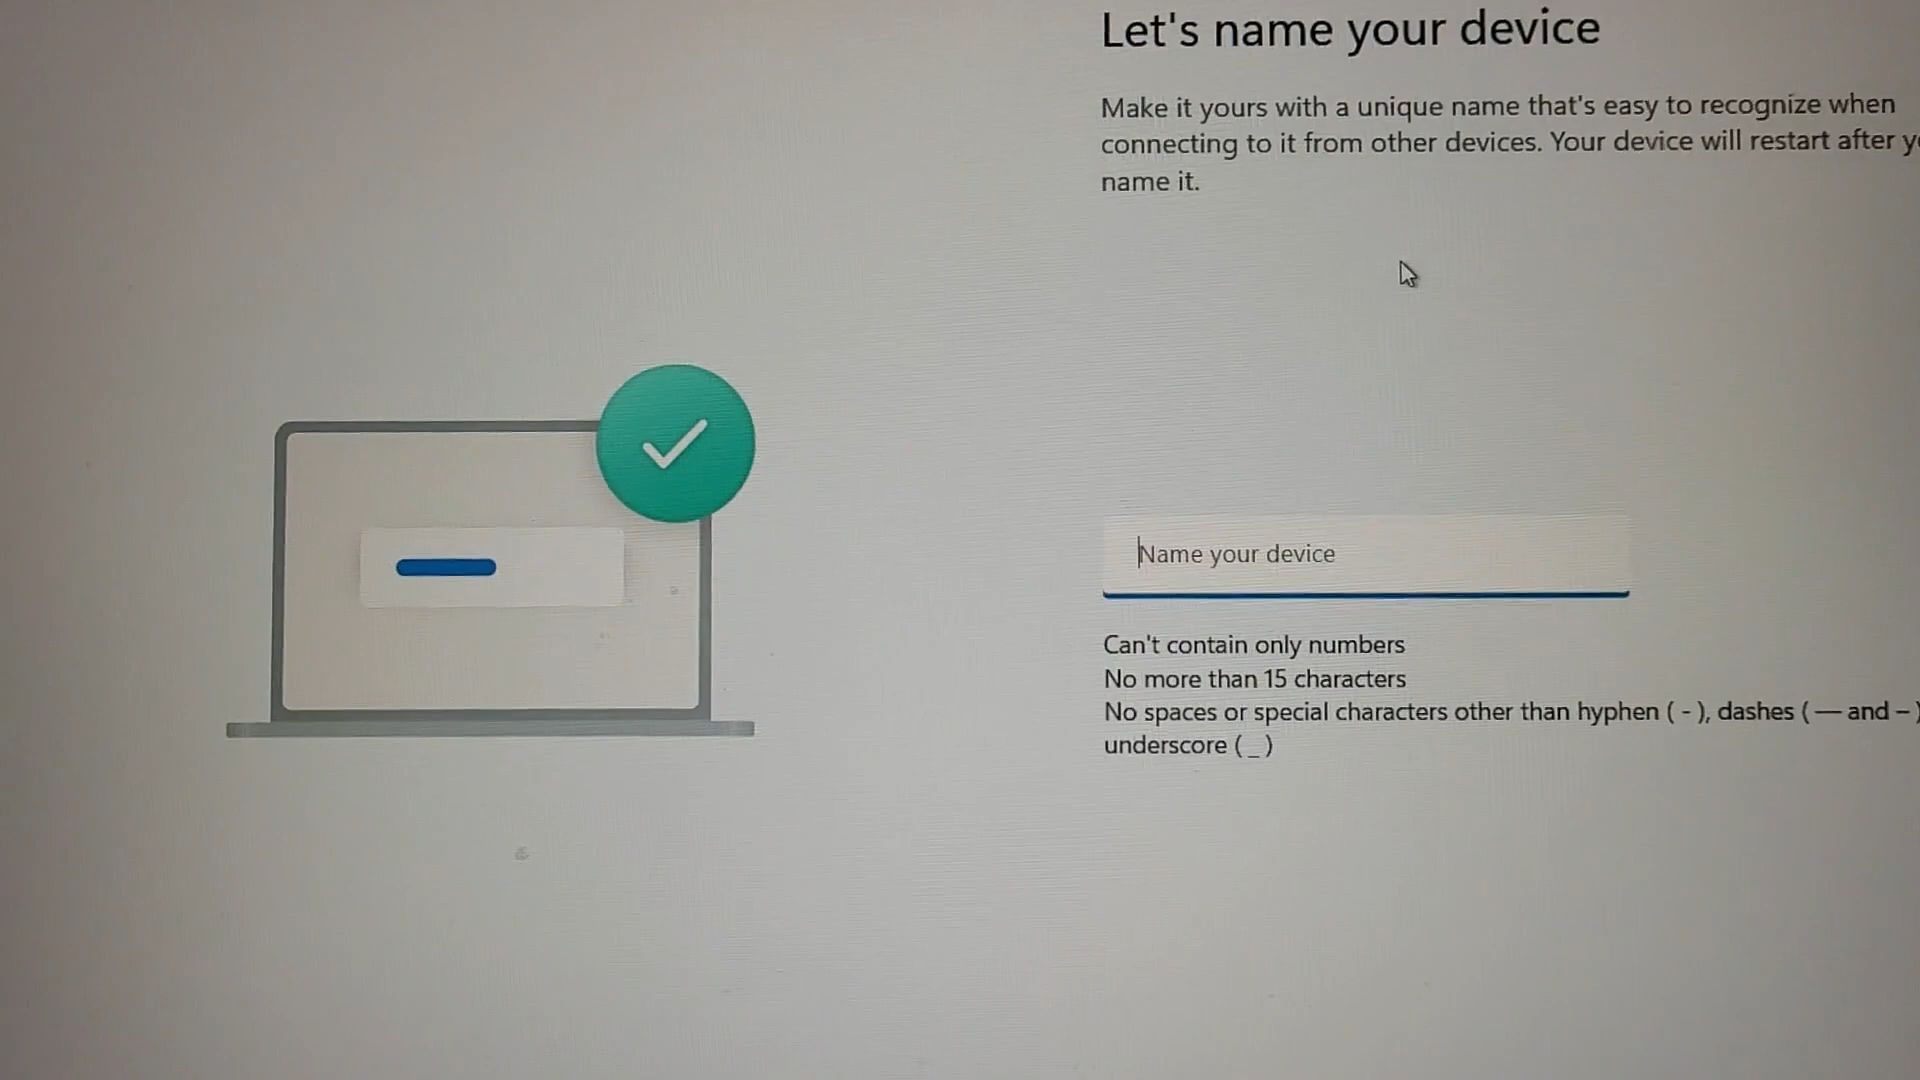 Let's name your device
Make it yours with a unique name that's easy to recognize when
connecting to it from other devices. Your device will restart after
name it.
Name your device
Can't contain only numbers
No more than 15 characters
No spaces or special characters other than hyphen ( - ), dashes ( — and – )
underscore ( _ )